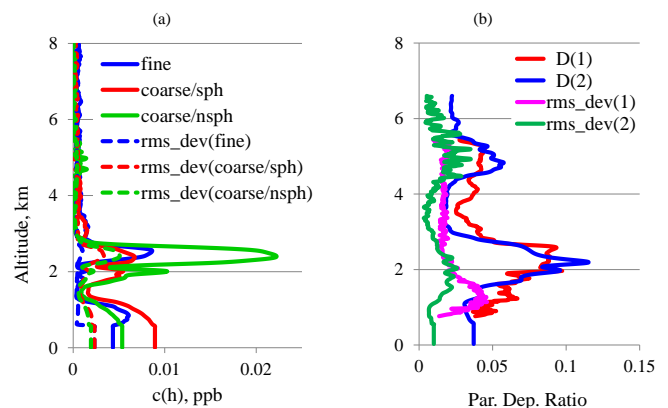 (a)
(b)
8
6
4
2
0
Altitude, km
fine
coarse/sph
coarse/nsph
rms_dev(fine)
rms_dev(coarse/sph)
rms_dev(coarse/nsph)
0
0.01
0.02
c(h), ppb
8
6
4
2
0
D(1)
D(2)
rms_dev(1)
rms_dev(2)
0
0.05
0.1
0.15
Par. Dep. Ratio